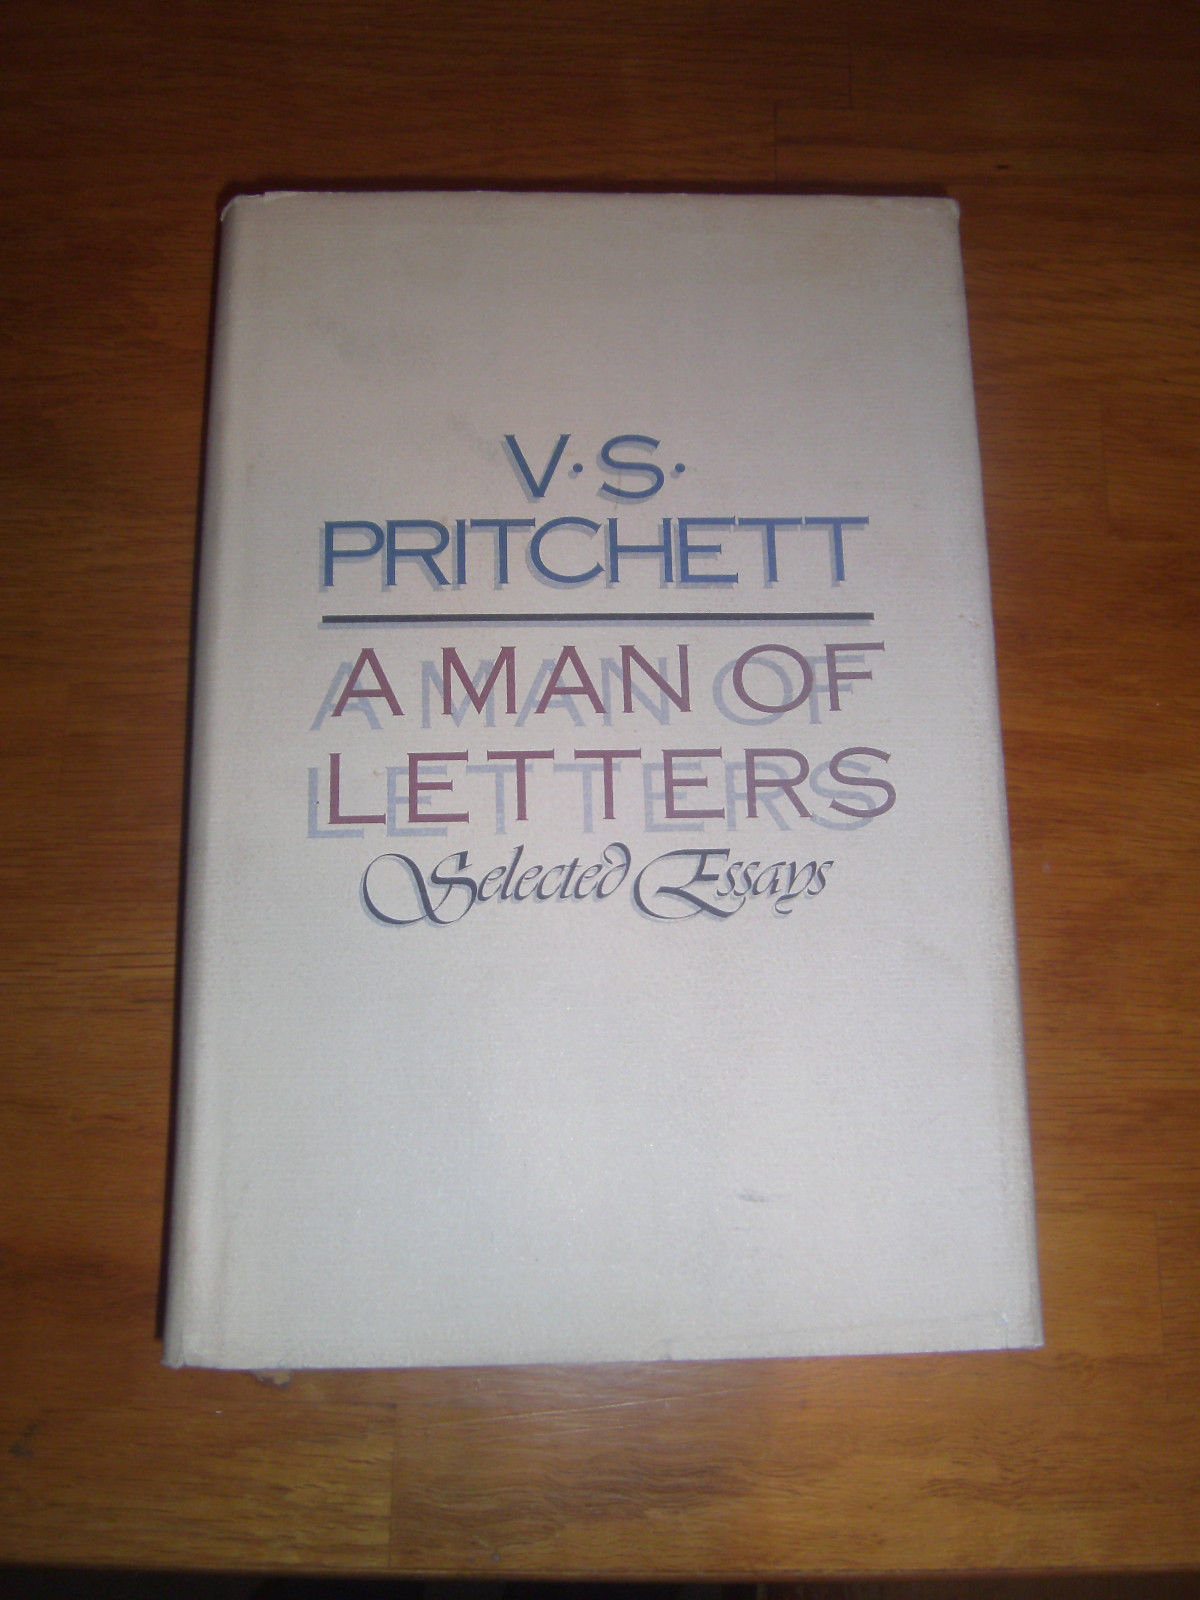 V·S·
PRITCHETT
A MAN OF
LETTERS
Selected Essays